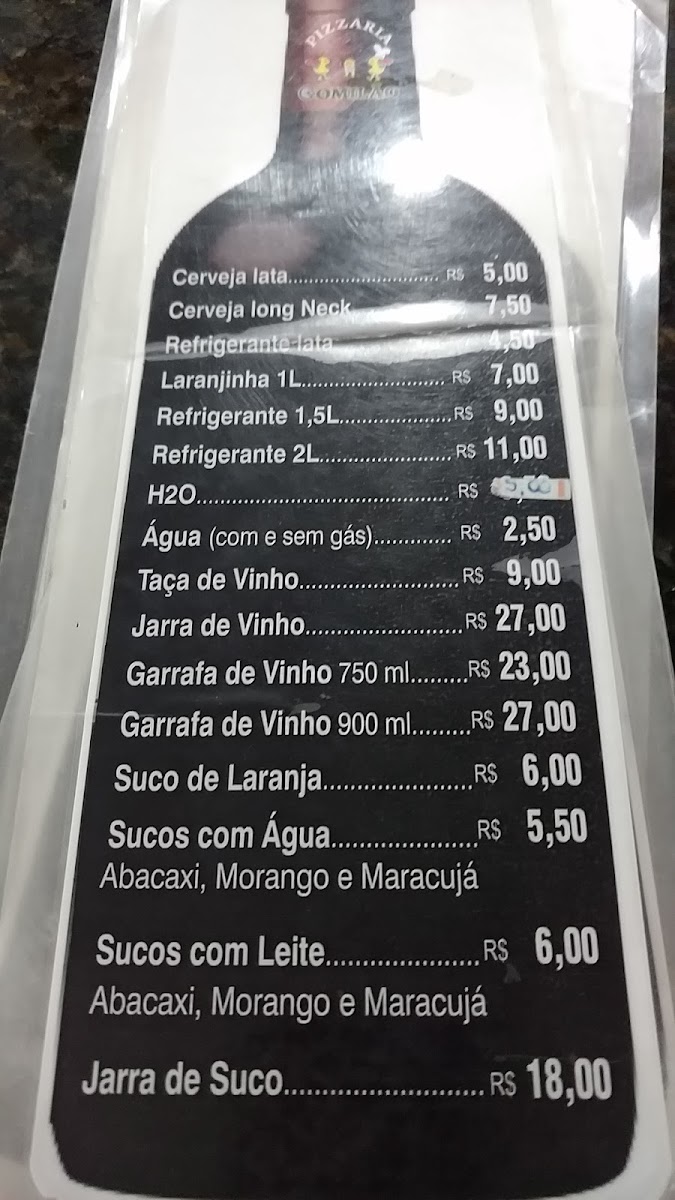 PIZZARIA
COMILÃO
Cerveja lata............................ R$ 5,00
Cerveja long Neck 7,50
Refrigerante lata 4,50
Laranjinha 1L.......................... R$ 7,00
Refrigerante 1,5L....................R$ 9,00
Refrigerante 2L....................... R$ 11,00
H2O............................................ R$
Água (com e sem gás)............. R$ 2,50
Taça de Vinho..........................R$ 9,00
Jarra de Vinho..........................R$ 27,00
Garrafa de Vinho 750 ml.........R$ 23,00
Garrafa de Vinho 900 ml.........R$ 27,00
Suco de Laranja.......................R$ 6,00
Sucos com Água......................R$ 5,50
Abacaxi, Morango e Maracujá
Sucos com Leite......................R$ 6,00
Abacaxi, Morango e Maracujá
Jarra de Suco.......................... R$ 18,00